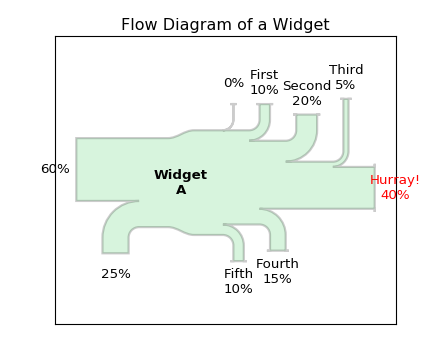 Flow Diagram of a Widget
Third
5%
0%
First
10%
Second
20%
60%
Widget
A
Hurray!
40%
25%
Fifth
10%
Fourth
15%